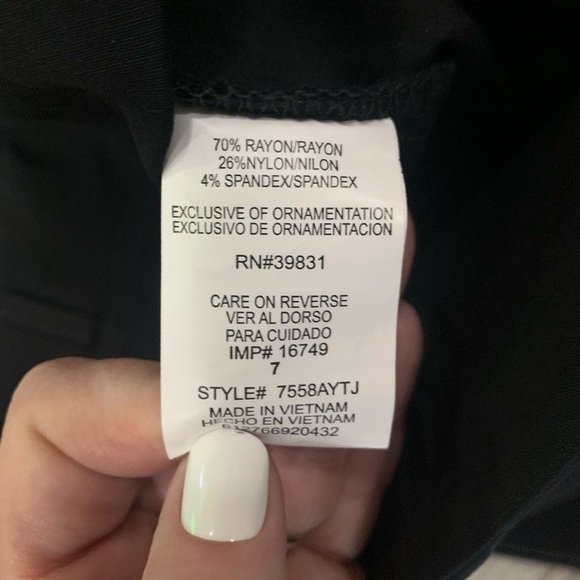 70% RAYON/RAYON
26%NYLON/NILON
4% SPANDEX/SPANDEX
EXCLUSIVE OF ORNAMENTATION
EXCLUSIVO DE ORNAMENTACION
RN#39831
CARE ON REVERSE
VER AL DORSO
PARA CUIDADO
IMP# 16749
7
STYLE# 7558AYTJ
MADE IN VIETNAM
HECHO EN VIETNAM